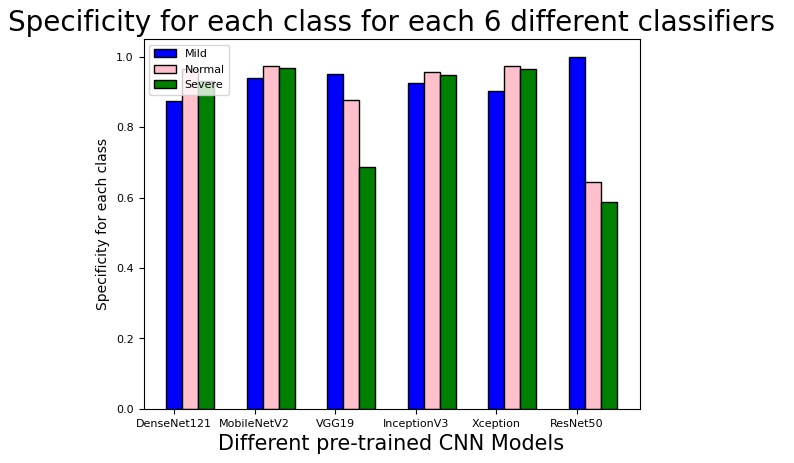 Specificity for each class for each 6 different classifiers
Mild
Normal
Severe
Specificity for each class
1.0
0.8
0.6
0.4
0.2
0.0
DenseNet121 MobileNetV2 VGG19 InceptionV3 Xception ResNet50
Different pre-trained CNN Models